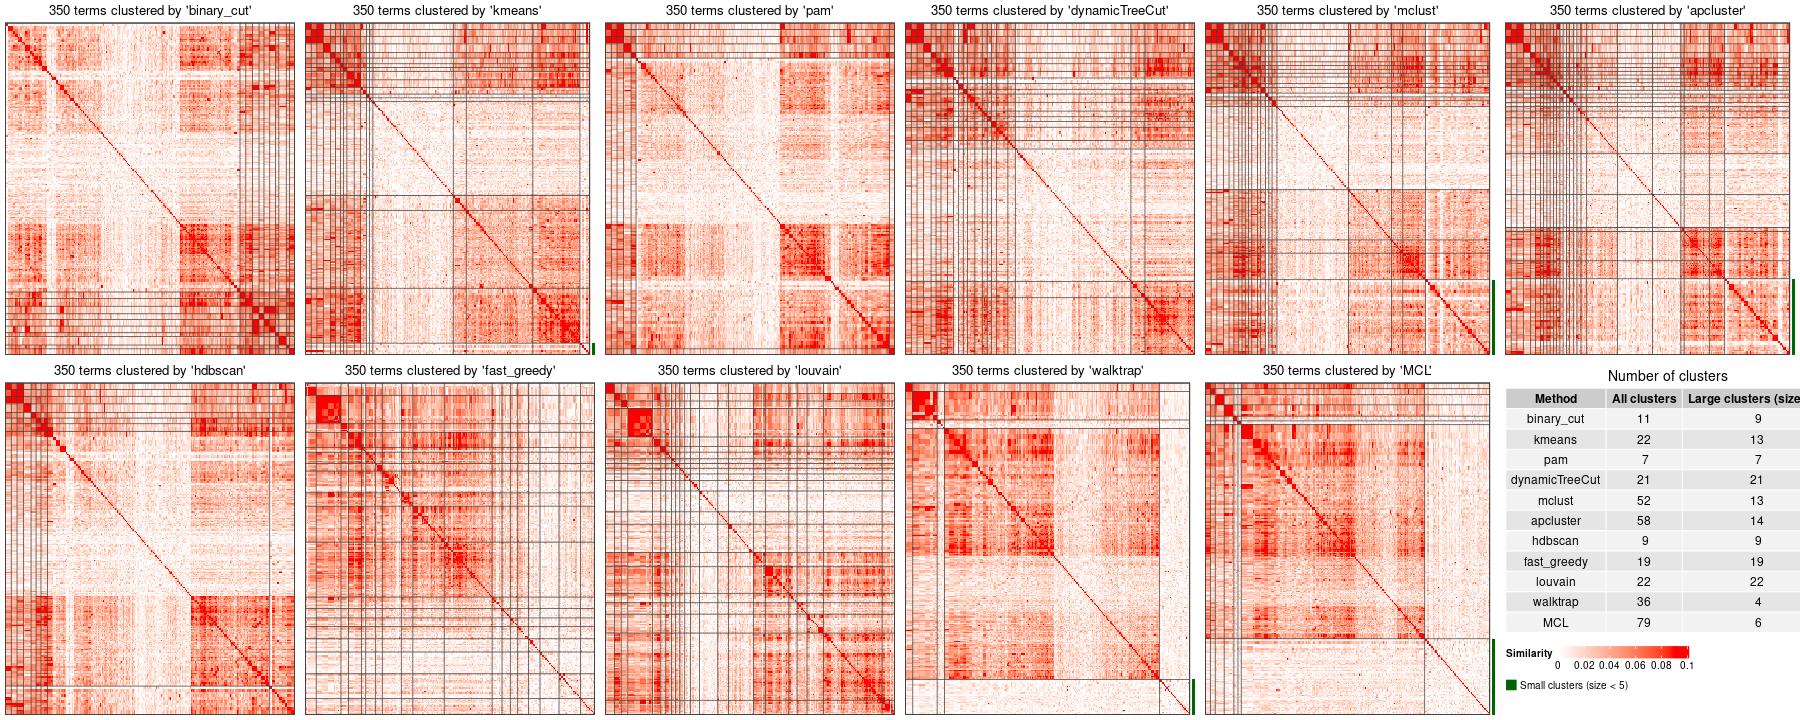 350 terms clustered by 'binary_cut'
350 terms clustered by 'kmeans'
350 terms clustered by 'pam'
350 terms clustered by 'dynamicTreeCut'
350 terms clustered by 'mclust'
350 terms clustered by 'apcluster'
350 terms clustered by 'hdbscan'
350 terms clustered by 'fast_greedy'
350 terms clustered by 'louvain'
350 terms clustered by 'walktrap'
350 terms clustered by 'MCL'
Number of clusters
Method All clusters Large clusters (size
binary_cut 11 9
kmeans 22 13
pam 7 7
dynamicTreeCut 21 21
mclust 52 13
apcluster 58 14
hdbscan 9 9
fast_greedy 19 19
louvain 22 22
walktrap 36 4
MCL 79 6
Similarity
0 0.02 0.04 0.06 0.08 0.1
Small clusters (size < 5)